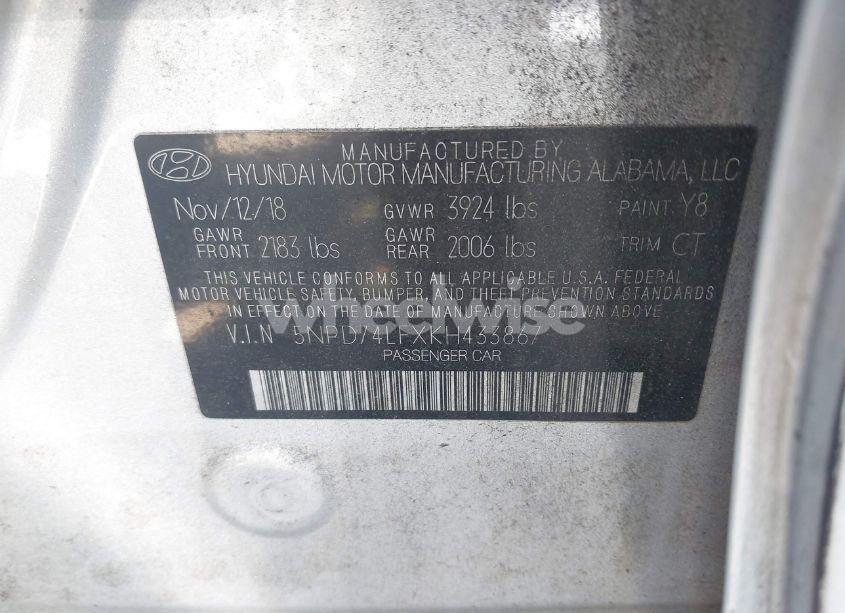 MANUFACTURED BY
HYUNDAI MOTOR MANUFACTURING ALABAMA, LLC
Nov/12/18 GVWR 3924 lbs PAINT Y8
GAWR FRONT 2183 lbs GAWR REAR 2006 lbs TRIM CT
THIS VEHICLE CONFORMS TO ALL APPLICABLE U.S.A. FEDERAL
MOTOR VEHICLE SAFETY, BUMPER, AND THEFT PREVENTION STANDARDS
IN EFFECT ON THE DATE OF MANUFACTURE SHOWN ABOVE.
wheelwise
V.I.N 5NPD74LFXKH433867
PASSENGER CAR